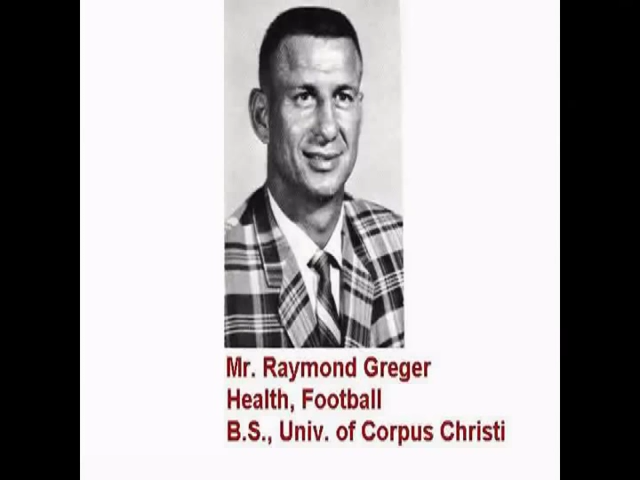 Mr. Raymond Greger
Health, Football
B.S., Univ. of Corpus Christi